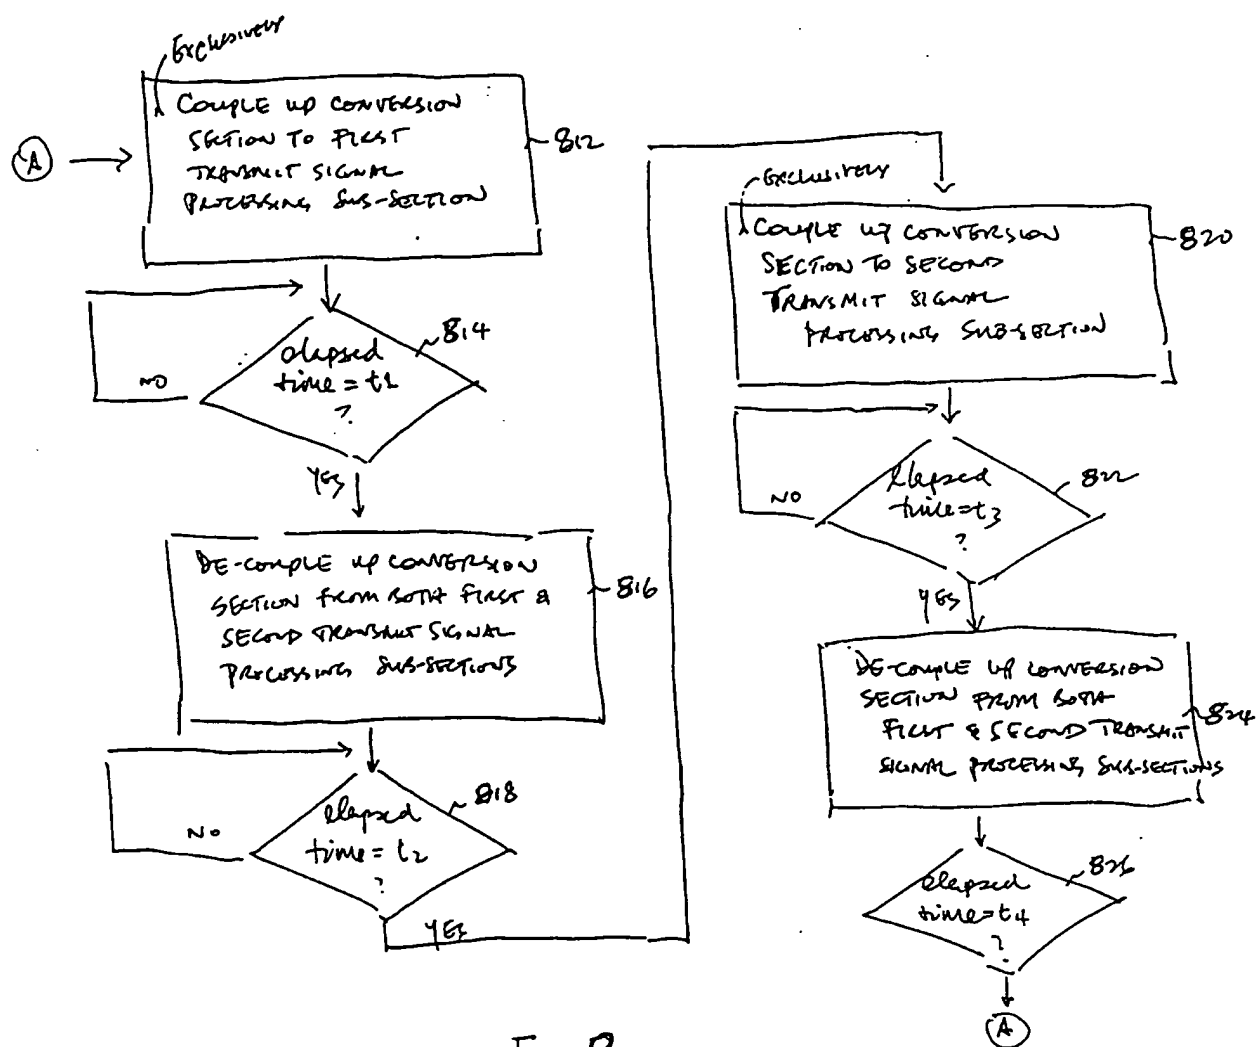 Exclusively
A
COUPLE UP CONVERSION
SECTION TO FIRST
TRANSMIT SIGNAL
PROCESSING SUB-SECTION
812
elapsed
time = t1
?
814
NO
YES
DE-COUPLE UP CONVERSION
SECTION FROM BOTH FIRST &
SECOND TRANSMIT SIGNAL
PROCESSING SUB-SECTIONS
816
elapsed
time = t2
?
818
NO
YES
EXCLUSIVELY
COUPLE UP CONVERSION
SECTION TO SECOND
TRANSMIT SIGNAL
PROCESSING SUB-SECTION
820
elapsed
time=t3
?
822
NO
YES
DE-COUPLE UP CONVERSION
SECTION FROM BOTH
FIRST & SECOND TRANSMIT
SIGNAL PROCESSING SUB-SECTIONS
824
elapsed
time=t4
?
826
A